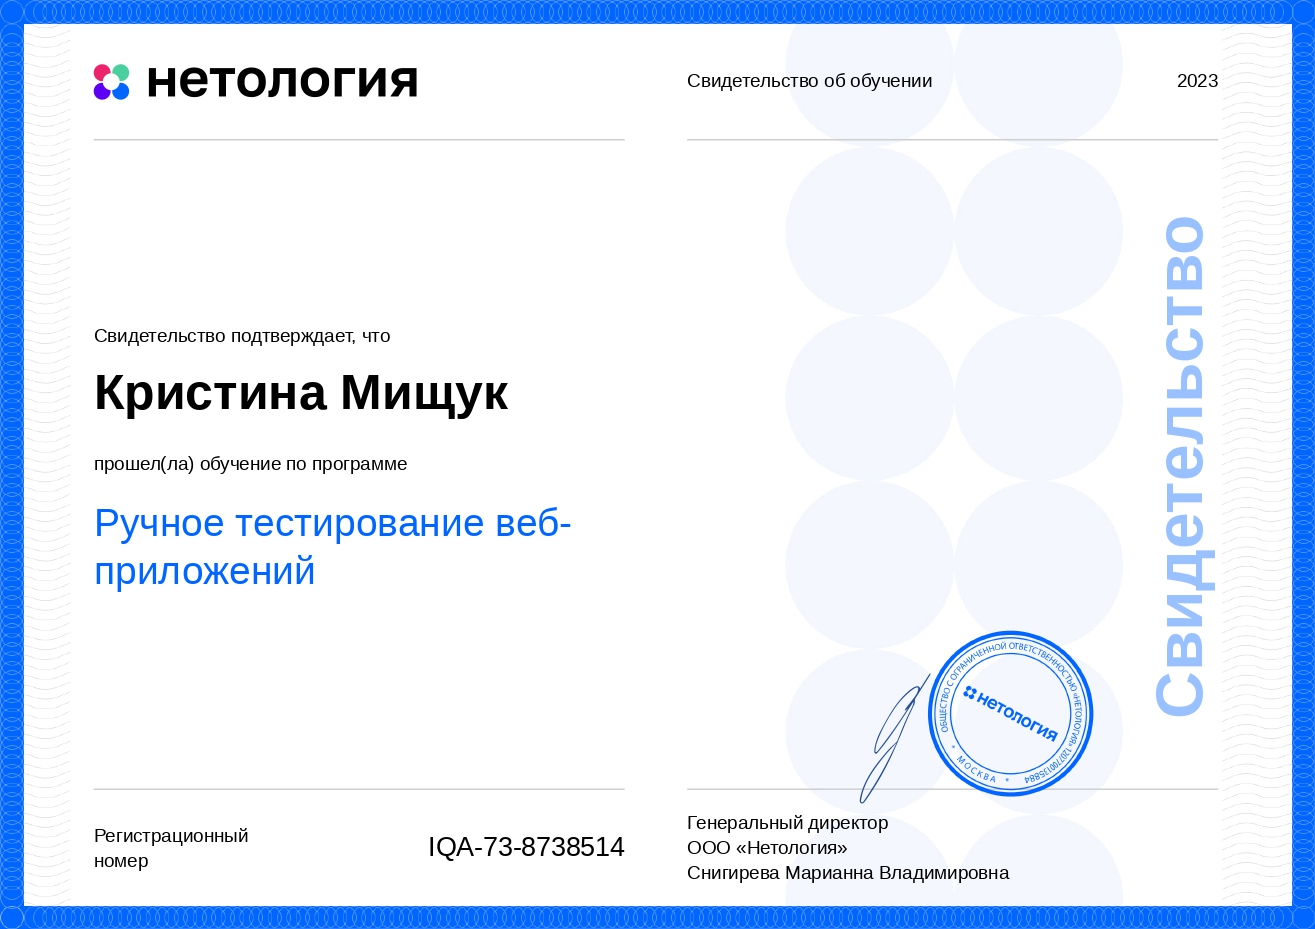 нетология
Свидетельство об обучении
2023
Свидетельство подтверждает, что
Кристина Мищук
прошел(ла) обучение по программе
Ручное тестирование веб-
приложений
Свидетельство
ОБЩЕСТВО С ОГРАНИЧЕННОЙ ОТВЕТСТВЕННОСТЬЮ «НЕТОЛОГИЯ» 1207700135884
* МОСКВА *
нетология
Регистрационный
номер
IQA-73-8738514
Генеральный директор
ООО «Нетология»
Снигирева Марианна Владимировна